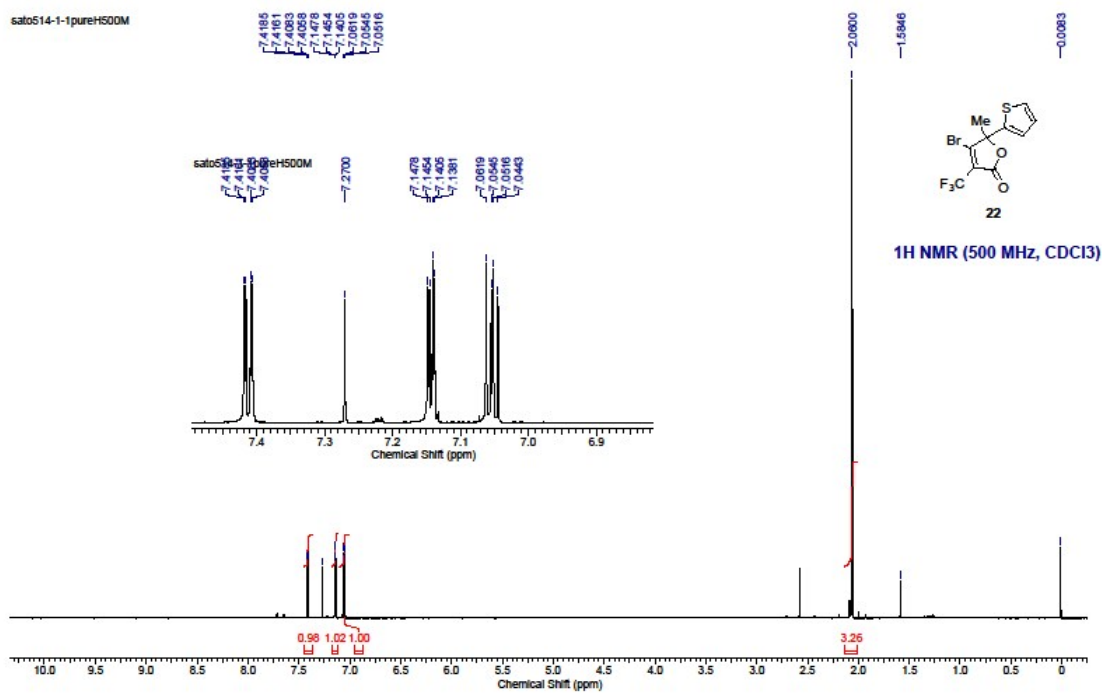 sato514-1-1pureH500M
7.4185
7.4161
7.4083
7.4058
7.1478
7.1454
7.1405
7.0619
7.0545
7.0516
2.0600
1.5846
0.0083
sato514-1-1pureH500M
7.2700
7.1478
7.1454
7.1405
7.1381
7.0619
7.0545
7.0516
7.0443
Me
S
Br
O
F3C
O
22
1H NMR (500 MHz, CDCl3)
7.4 7.3 7.2 7.1 7.0 6.9
Chemical Shift (ppm)
0.98 1.02 1.00 3.26
10.0 9.5 9.0 8.5 8.0 7.5 7.0 6.5 6.0 5.5 5.0 4.5 4.0 3.5 3.0 2.5 2.0 1.5 1.0 0.5 0
Chemical Shift (ppm)